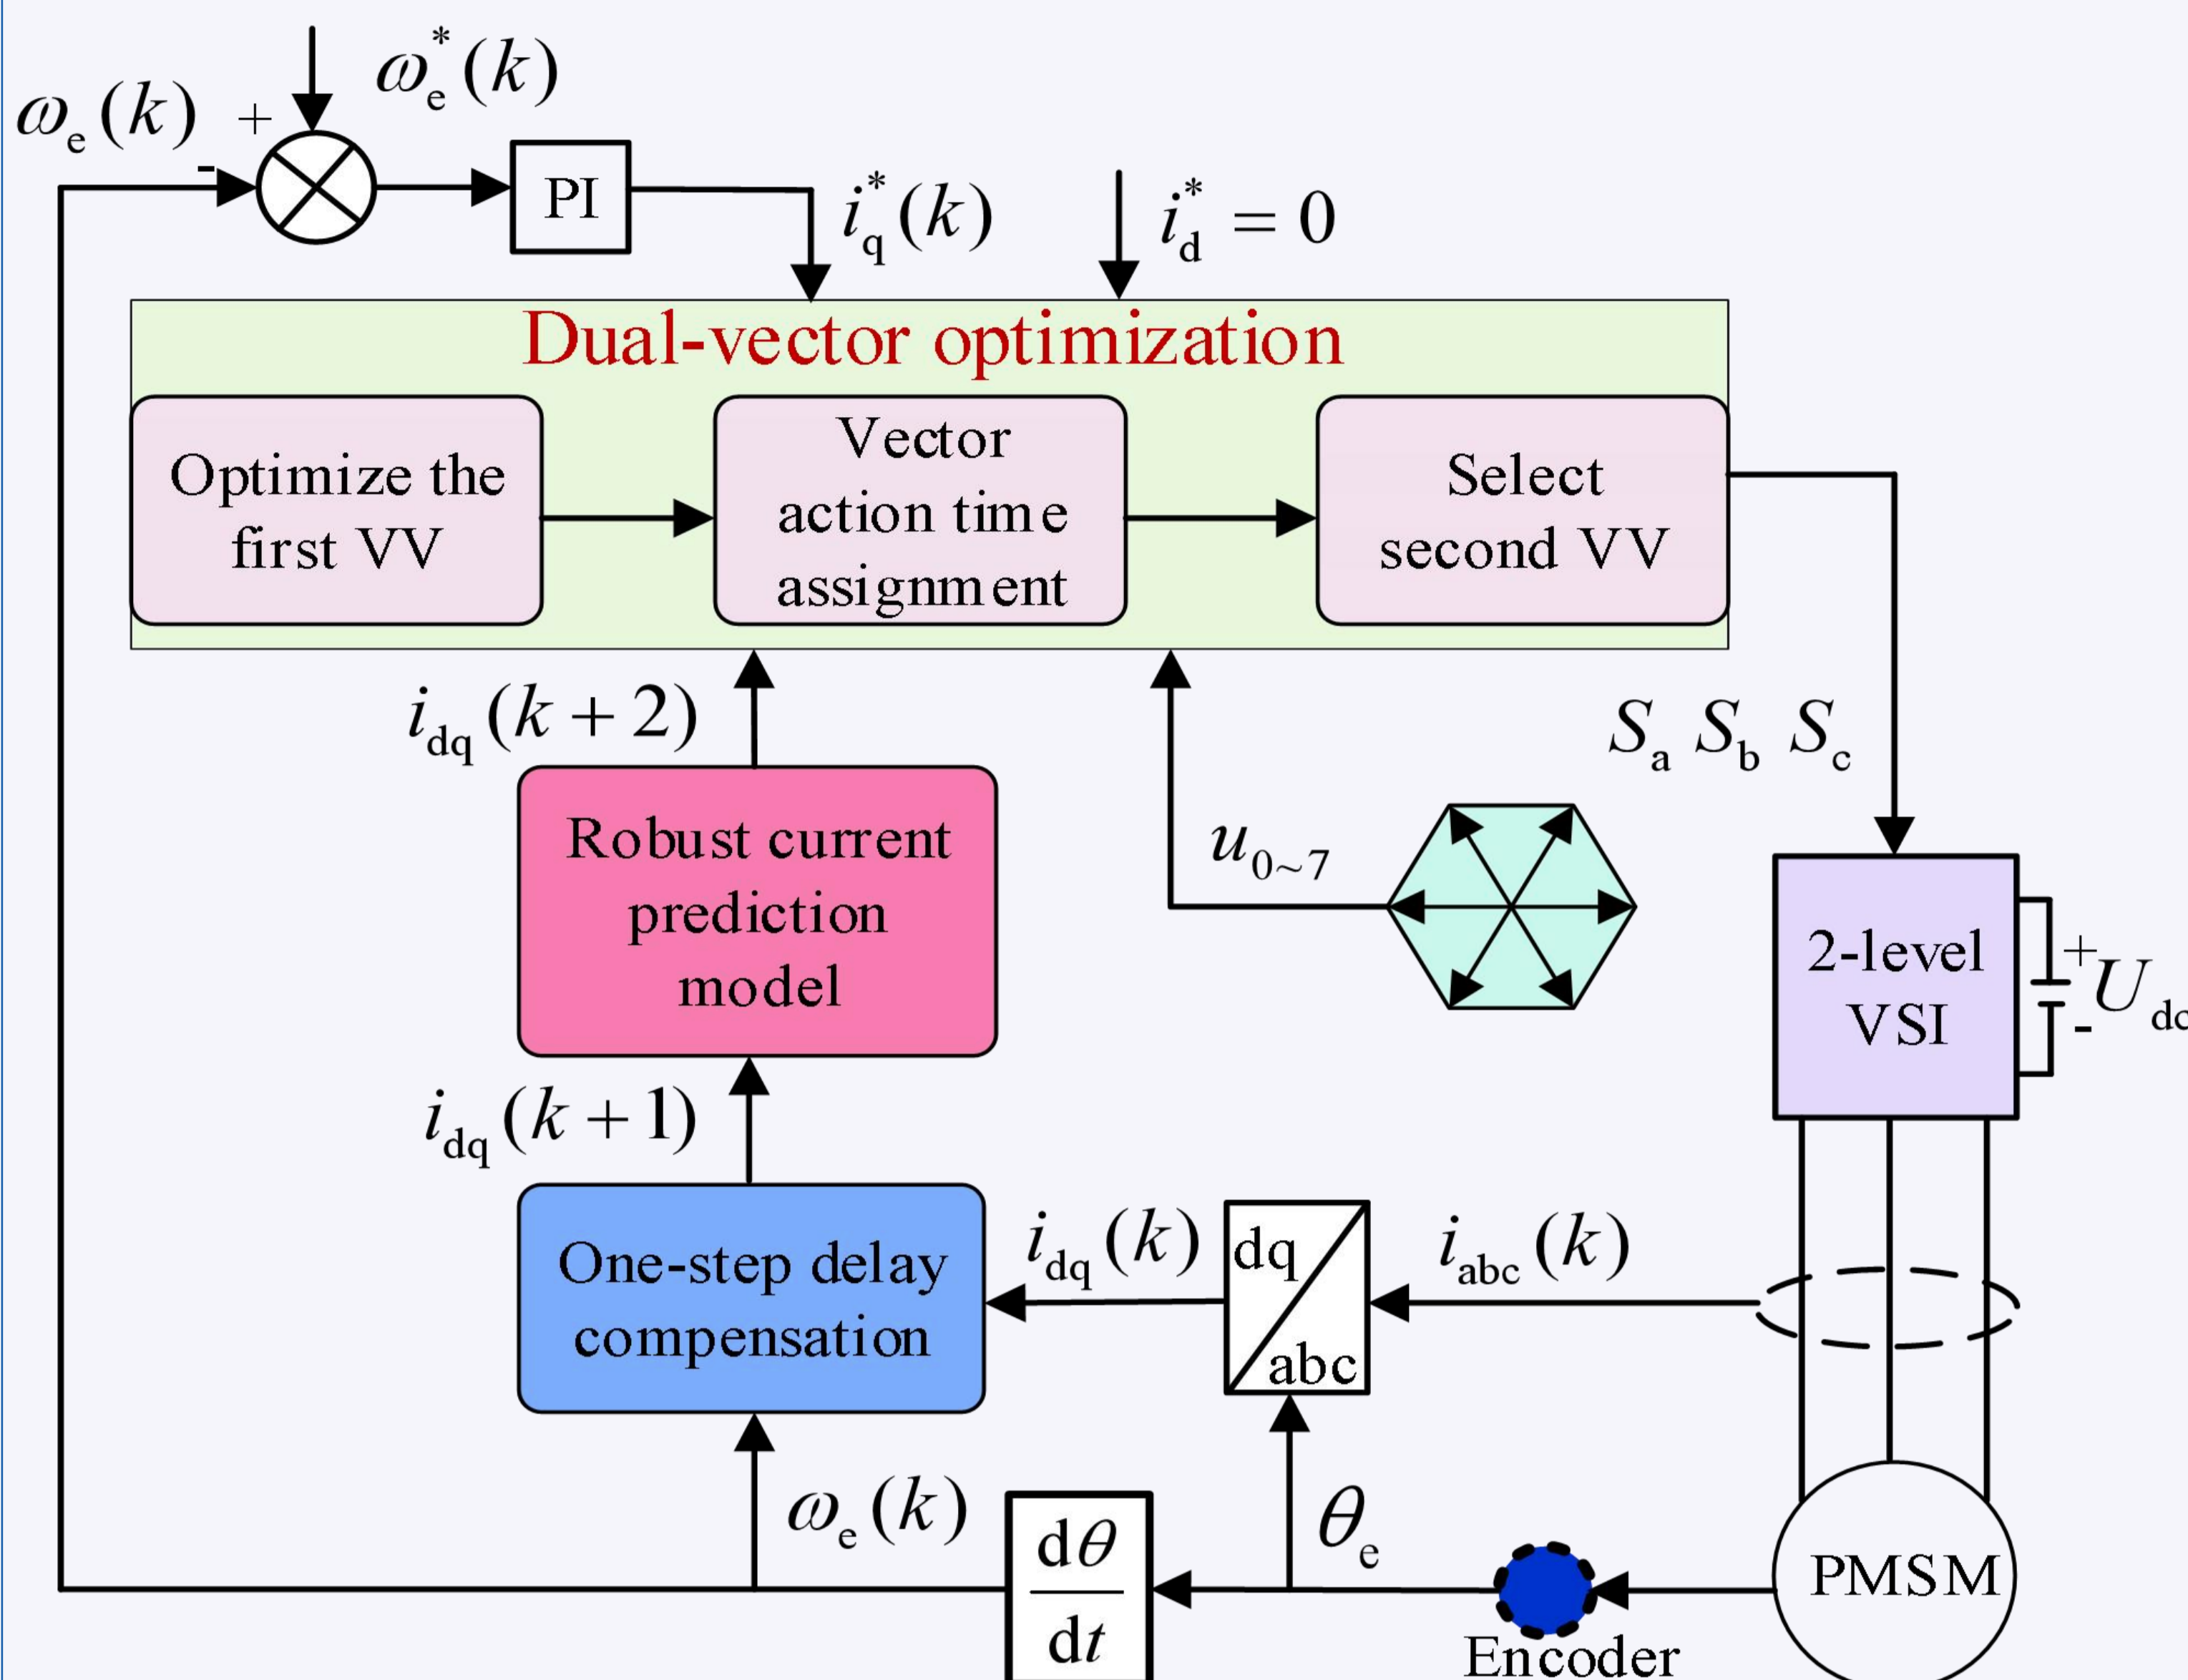 ωe*(k)
ωe(k)
+
-
PI
iq*(k)
id* = 0
Dual-vector optimization
Optimize the
first VV
Vector
action time
assignment
Select
second VV
idq(k + 2)
Sa Sb Sc
Robust current
prediction
model
u0~7
2-level
VSI
+
Udc
-
idq(k + 1)
One-step delay
compensation
idq(k)
dq
abc
iabc(k)
ωe(k)
dθ
dt
θe
Encoder
PMSM